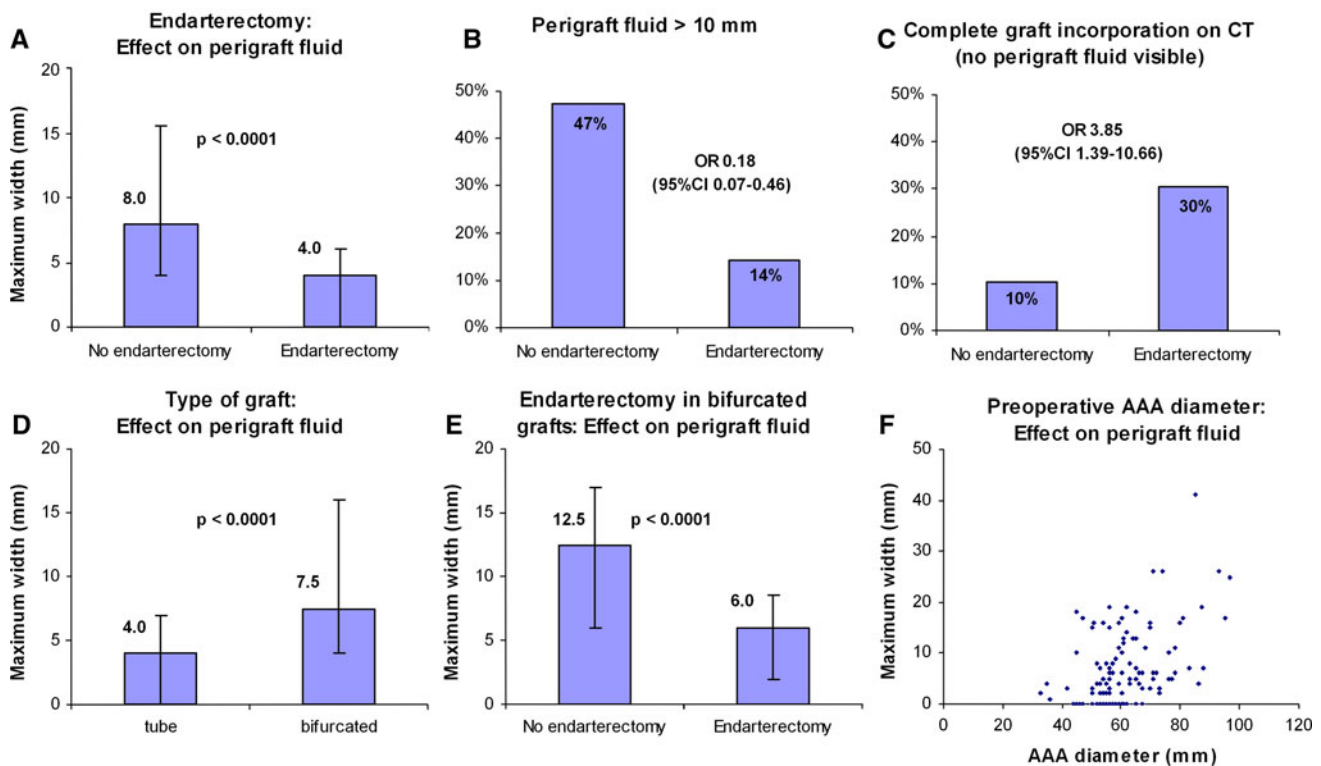 A
Endarterectomy:
Effect on perigraft fluid
Maximum width (mm)
20
15
10
5
0
p < 0.0001
8.0
4.0
No endarterectomy
Endarterectomy
B
Perigraft fluid > 10 mm
50%
40%
30%
20%
10%
0%
47%
OR 0.18
(95%CI 0.07-0.46)
14%
No endarterectomy
Endarterectomy
C
Complete graft incorporation on CT
(no perigraft fluid visible)
50%
40%
30%
20%
10%
0%
OR 3.85
(95%CI 1.39-10.66)
10%
30%
No endarterectomy
Endarterectomy
D
Type of graft:
Effect on perigraft fluid
Maximum width (mm)
20
15
10
5
0
p < 0.0001
4.0
7.5
tube
bifurcated
E
Endarterectomy in bifurcated
grafts: Effect on perigraft fluid
Maximum width (mm)
20
15
10
5
0
12.5
p < 0.0001
6.0
No endarterectomy
Endarterectomy
F
Preoperative AAA diameter:
Effect on perigraft fluid
Maximum width (mm)
50
40
30
20
10
0
0
20
40
60
80
100
120
AAA diameter (mm)